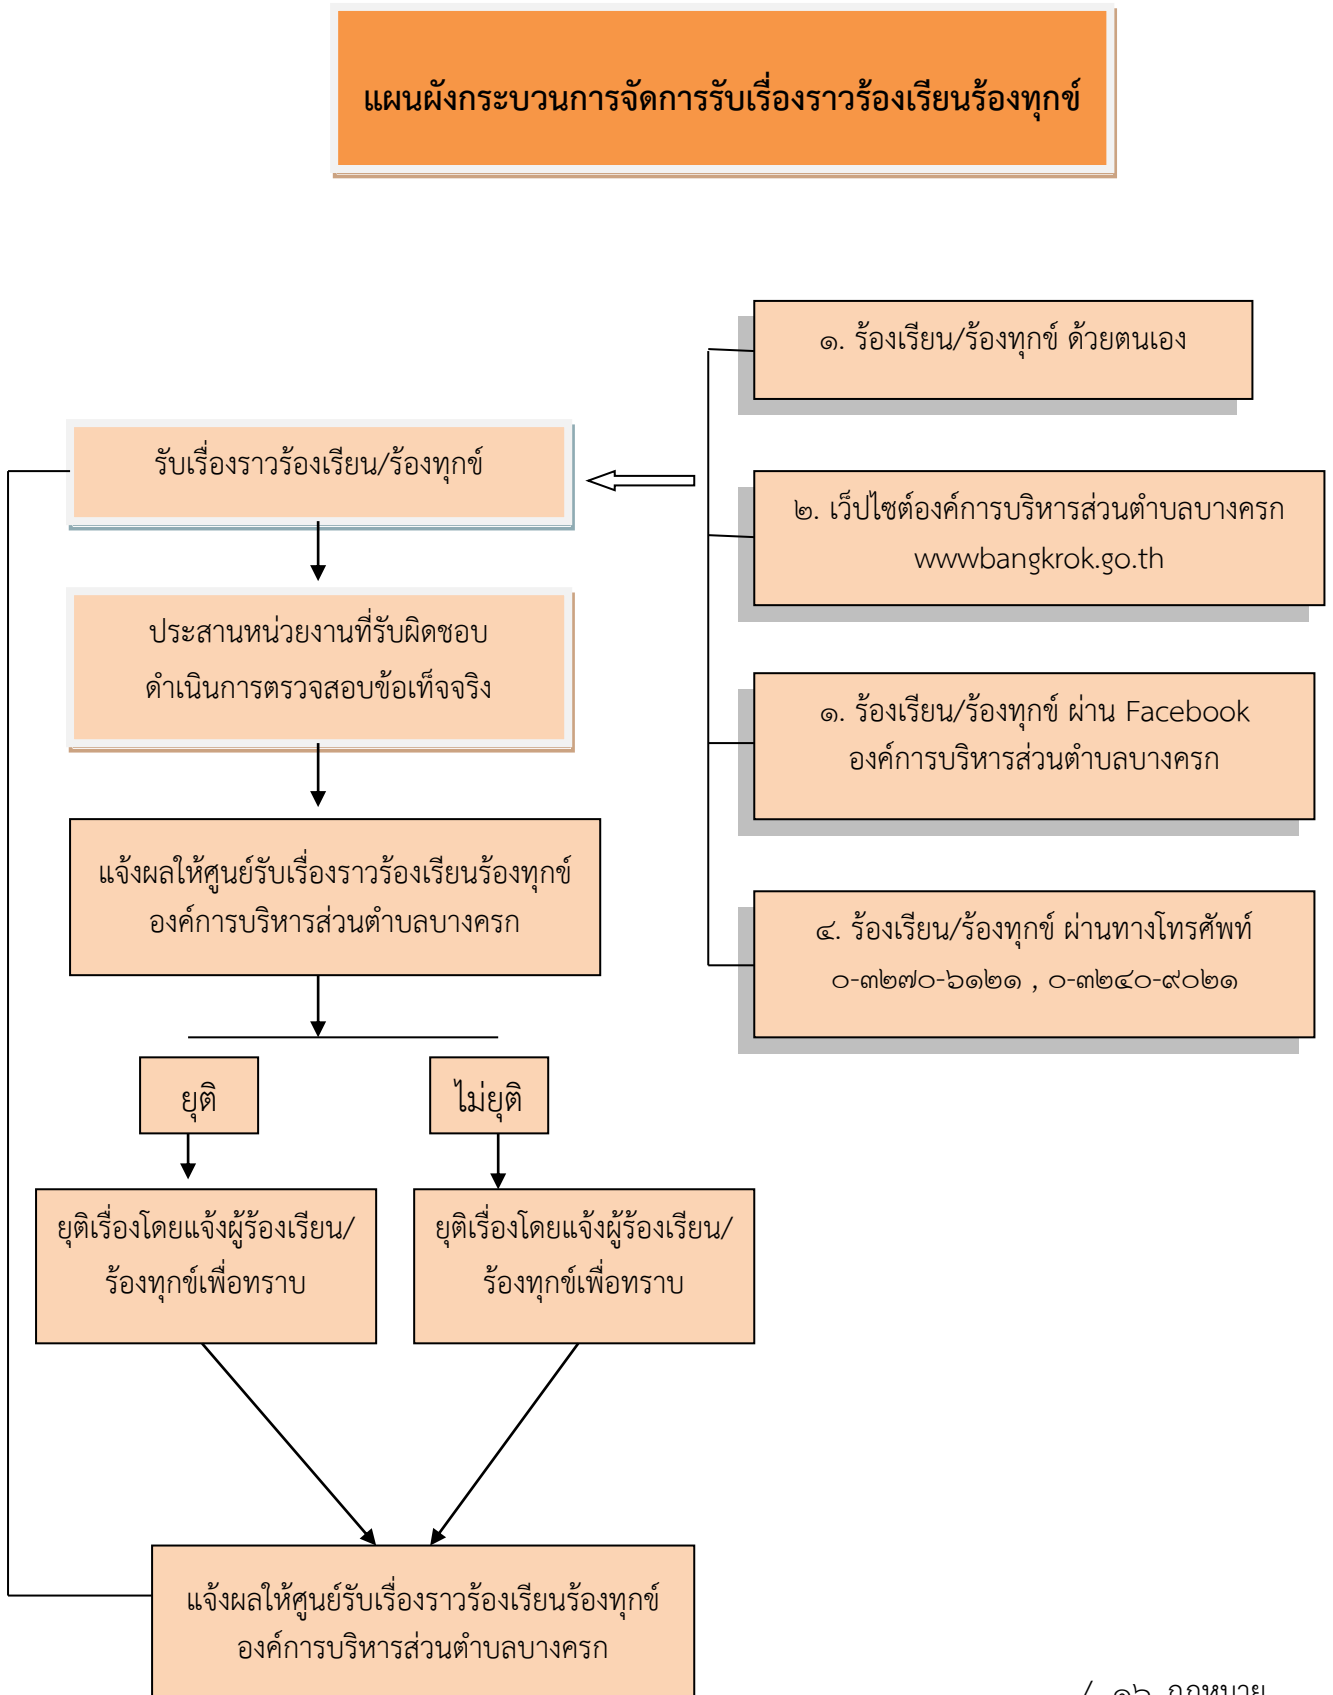 แผนผังกระบวนการจัดการรับเรื่องราวร้องเรียนร้องทุกข์
๑. ร้องเรียน/ร้องทุกข์ ด้วยตนเอง
รับเรื่องราวร้องเรียน/ร้องทุกข์
๒. เว็ปไซต์องค์การบริหารส่วนตำบลบางครก
wwwbangkrok.go.th
ประสานหน่วยงานที่รับผิดชอบ
ดำเนินการตรวจสอบข้อเท็จจริง
๑. ร้องเรียน/ร้องทุกข์ ผ่าน Facebook
องค์การบริหารส่วนตำบลบางครก
แจ้งผลให้ศูนย์รับเรื่องราวร้องเรียนร้องทุกข์
องค์การบริหารส่วนตำบลบางครก
๔. ร้องเรียน/ร้องทุกข์ ผ่านทางโทรศัพท์
๐-๓๒๗๐-๖๑๒๑ , ๐-๓๒๔๐-๙๐๒๑
ยุติ
ไม่ยุติ
ยุติเรื่องโดยแจ้งผู้ร้องเรียน/
ร้องทุกข์เพื่อทราบ
ยุติเรื่องโดยแจ้งผู้ร้องเรียน/
ร้องทุกข์เพื่อทราบ
แจ้งผลให้ศูนย์รับเรื่องราวร้องเรียนร้องทุกข์
องค์การบริหารส่วนตำบลบางครก
/ ๑๖. กฎหมาย